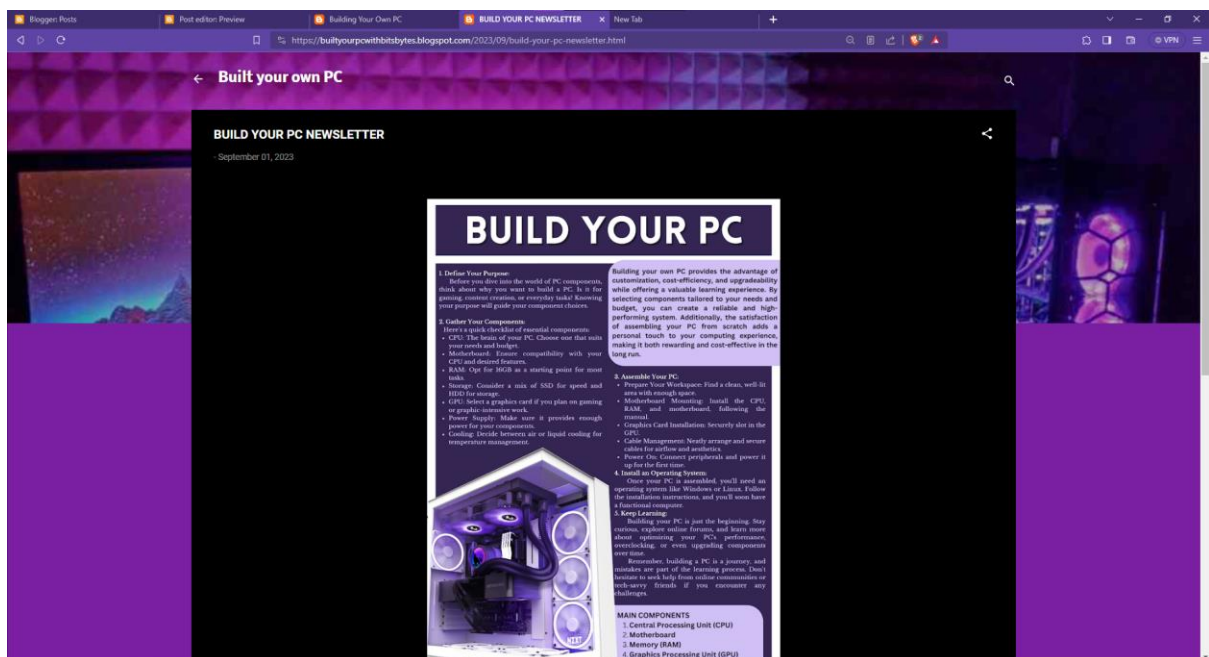 Blogger: Posts
Post editor: Preview
Building Your Own PC
BUILD YOUR PC NEWSLETTER
New Tab
https://builtyourpcwithbitsbytes.blogspot.com/2023/09/build-your-pc-newsletter.html
VPN
Built your own PC
BUILD YOUR PC NEWSLETTER
- September 01, 2023
BUILD YOUR PC
1. Define Your Purpose:
Before you dive into the world of PC components,
think about why you want to build a PC. Is it for
gaming, content creation, or everyday tasks? Knowing
your purpose will guide your component choices.
2. Gather Your Components:
Here's a quick checklist of essential components:
• CPU: The brain of your PC. Choose one that suits
your needs and budget.
• Motherboard: Ensure compatibility with your
CPU and desired features.
• RAM: Opt for 16GB as a starting point for most
tasks.
• Storage: Consider a mix of SSD for speed and
HDD for storage.
• GPU: Select a graphics card if you plan on gaming
or graphic-intensive work.
• Power Supply: Make sure it provides enough
power for your components.
• Cooling: Decide between air or liquid cooling for
temperature management.
NZXT
Building your own PC provides the advantage of
customization, cost-efficiency, and upgradeability
while offering a valuable learning experience. By
selecting components tailored to your needs and
budget, you can create a reliable and high-
performing system. Additionally, the satisfaction
of assembling your PC from scratch adds a
personal touch to your computing experience,
making it both rewarding and cost-effective in the
long run.
3. Assemble Your PC:
• Prepare Your Workspace: Find a clean, well-lit
area with enough space.
• Motherboard Mounting: Install the CPU,
RAM, and motherboard, following the
manual.
• Graphics Card Installation: Securely slot in the
GPU.
• Cable Management: Neatly arrange and secure
cables for airflow and aesthetics.
• Power On: Connect peripherals and power it
up for the first time.
4. Install an Operating System:
Once your PC is assembled, you'll need an
operating system like Windows or Linux. Follow
the installation instructions, and you'll soon have
a functional computer.
5. Keep Learning:
Building your PC is just the beginning. Stay
curious, explore online forums, and learn more
about optimizing your PC's performance,
overclocking, or even upgrading components
over time.
Remember, building a PC is a journey, and
mistakes are part of the learning process. Don't
hesitate to seek help from online communities or
tech-savvy friends if you encounter any
challenges.
MAIN COMPONENTS
1. Central Processing Unit (CPU)
2. Motherboard
3. Memory (RAM)
4. Graphics Processing Unit (GPU)